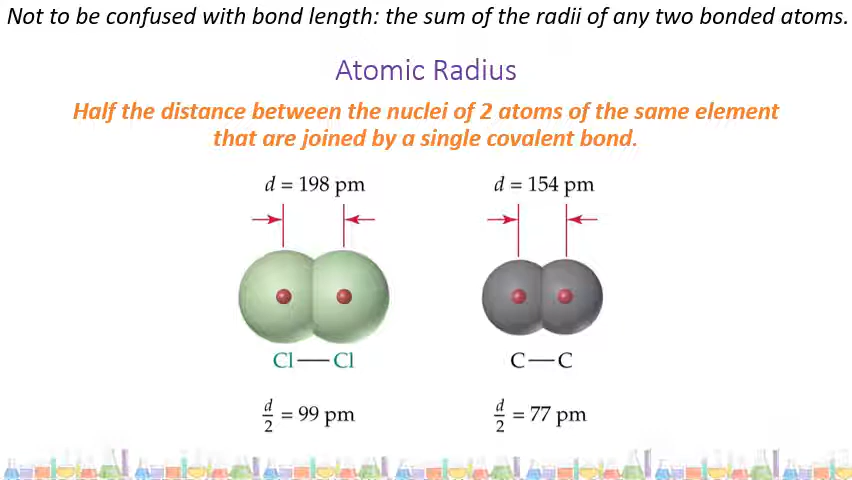 Not to be confused with bond length: the sum of the radii of any two bonded atoms.
Atomic Radius
Half the distance between the nuclei of 2 atoms of the same element
that are joined by a single covalent bond.
d = 198 pm
d = 154 pm
Cl—Cl
C—C
d/2 = 99 pm
d/2 = 77 pm